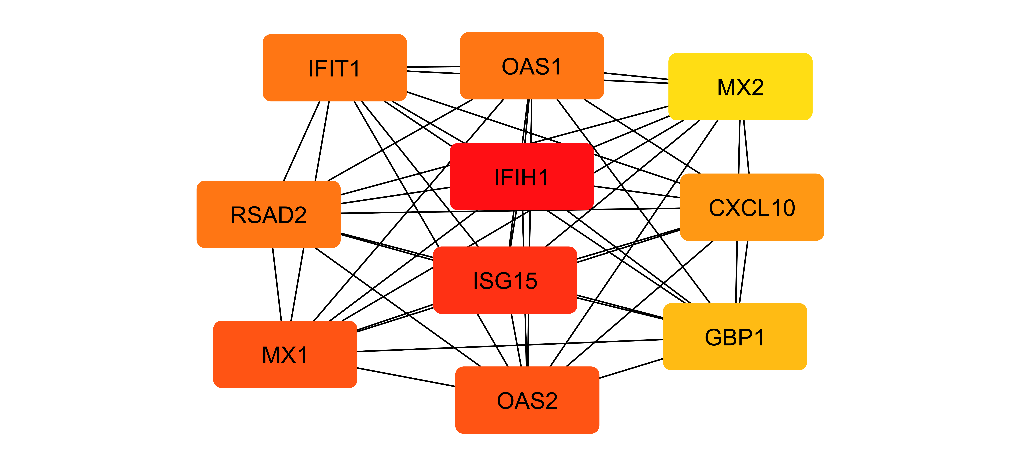 IFIT1
OAS1
MX2
IFIH1
RSAD2
CXCL10
ISG15
MX1
GBP1
OAS2